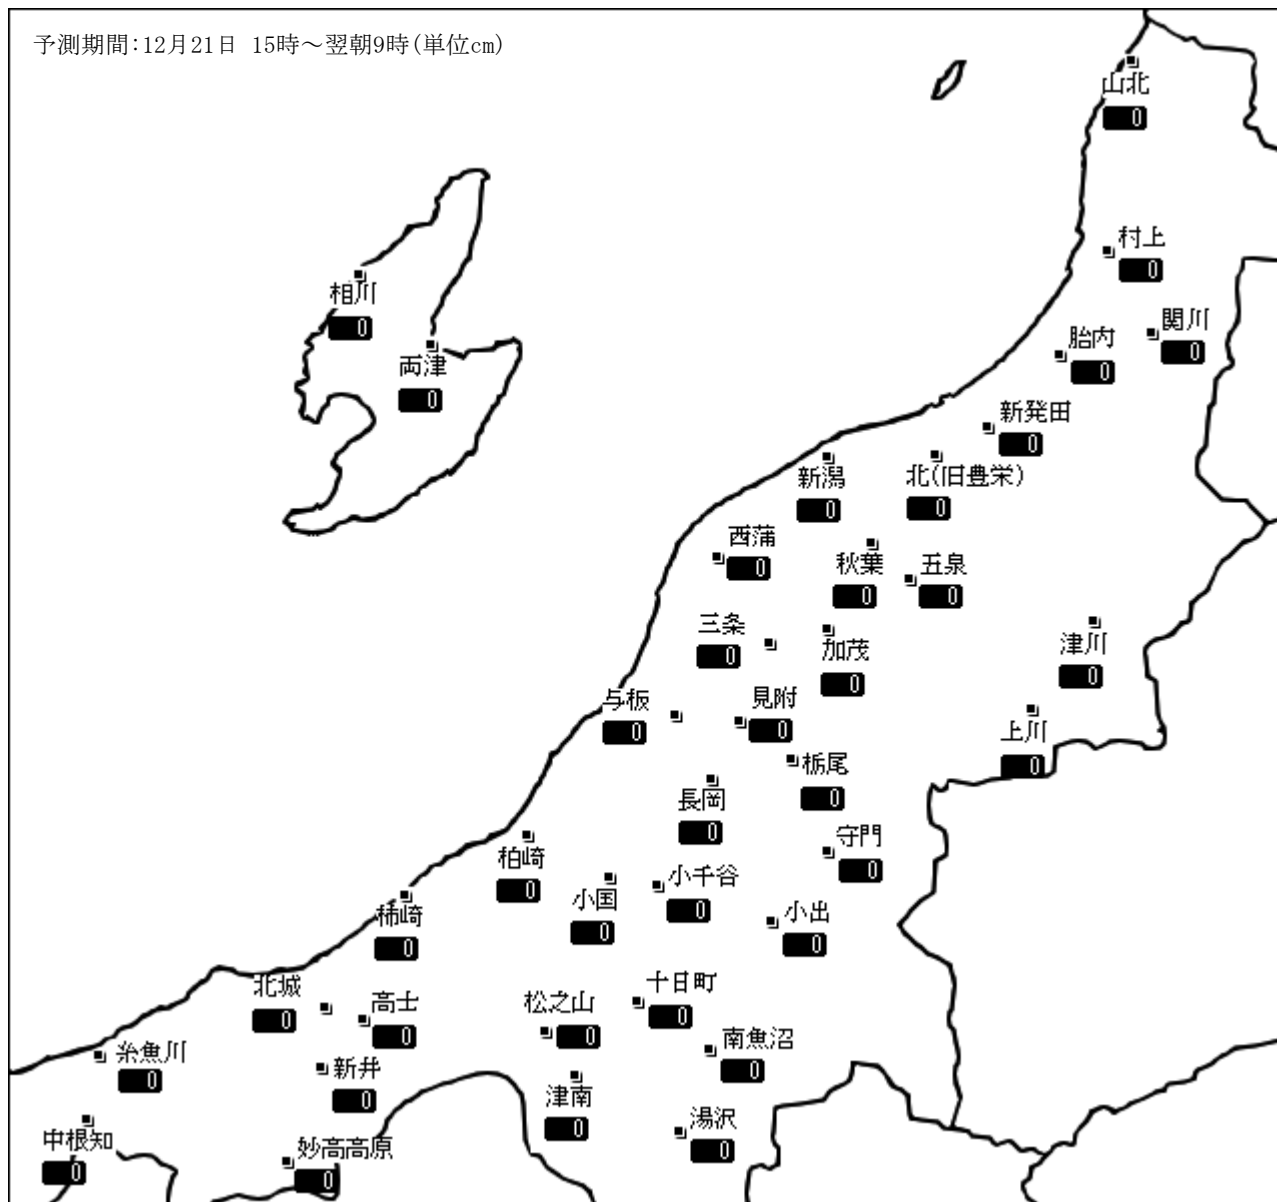 予測期間:12月21日 15時～翌朝9時(単位cm)
山北
0
村上
0
相川
0
関川
0
胎内
0
両津
0
新発田
0
新潟
0
北(旧豊栄)
0
西蒲
0
秋葉
0
五泉
0
三条
0
加茂
0
津川
0
与板
0
見附
0
上川
0
栃尾
0
長岡
0
守門
0
柏崎
0
小千谷
0
小国
0
小出
0
柿崎
0
北城
0
高士
0
松之山
0
十日町
0
南魚沼
0
糸魚川
0
新井
0
津南
0
湯沢
0
中根知
0
妙高高原
0